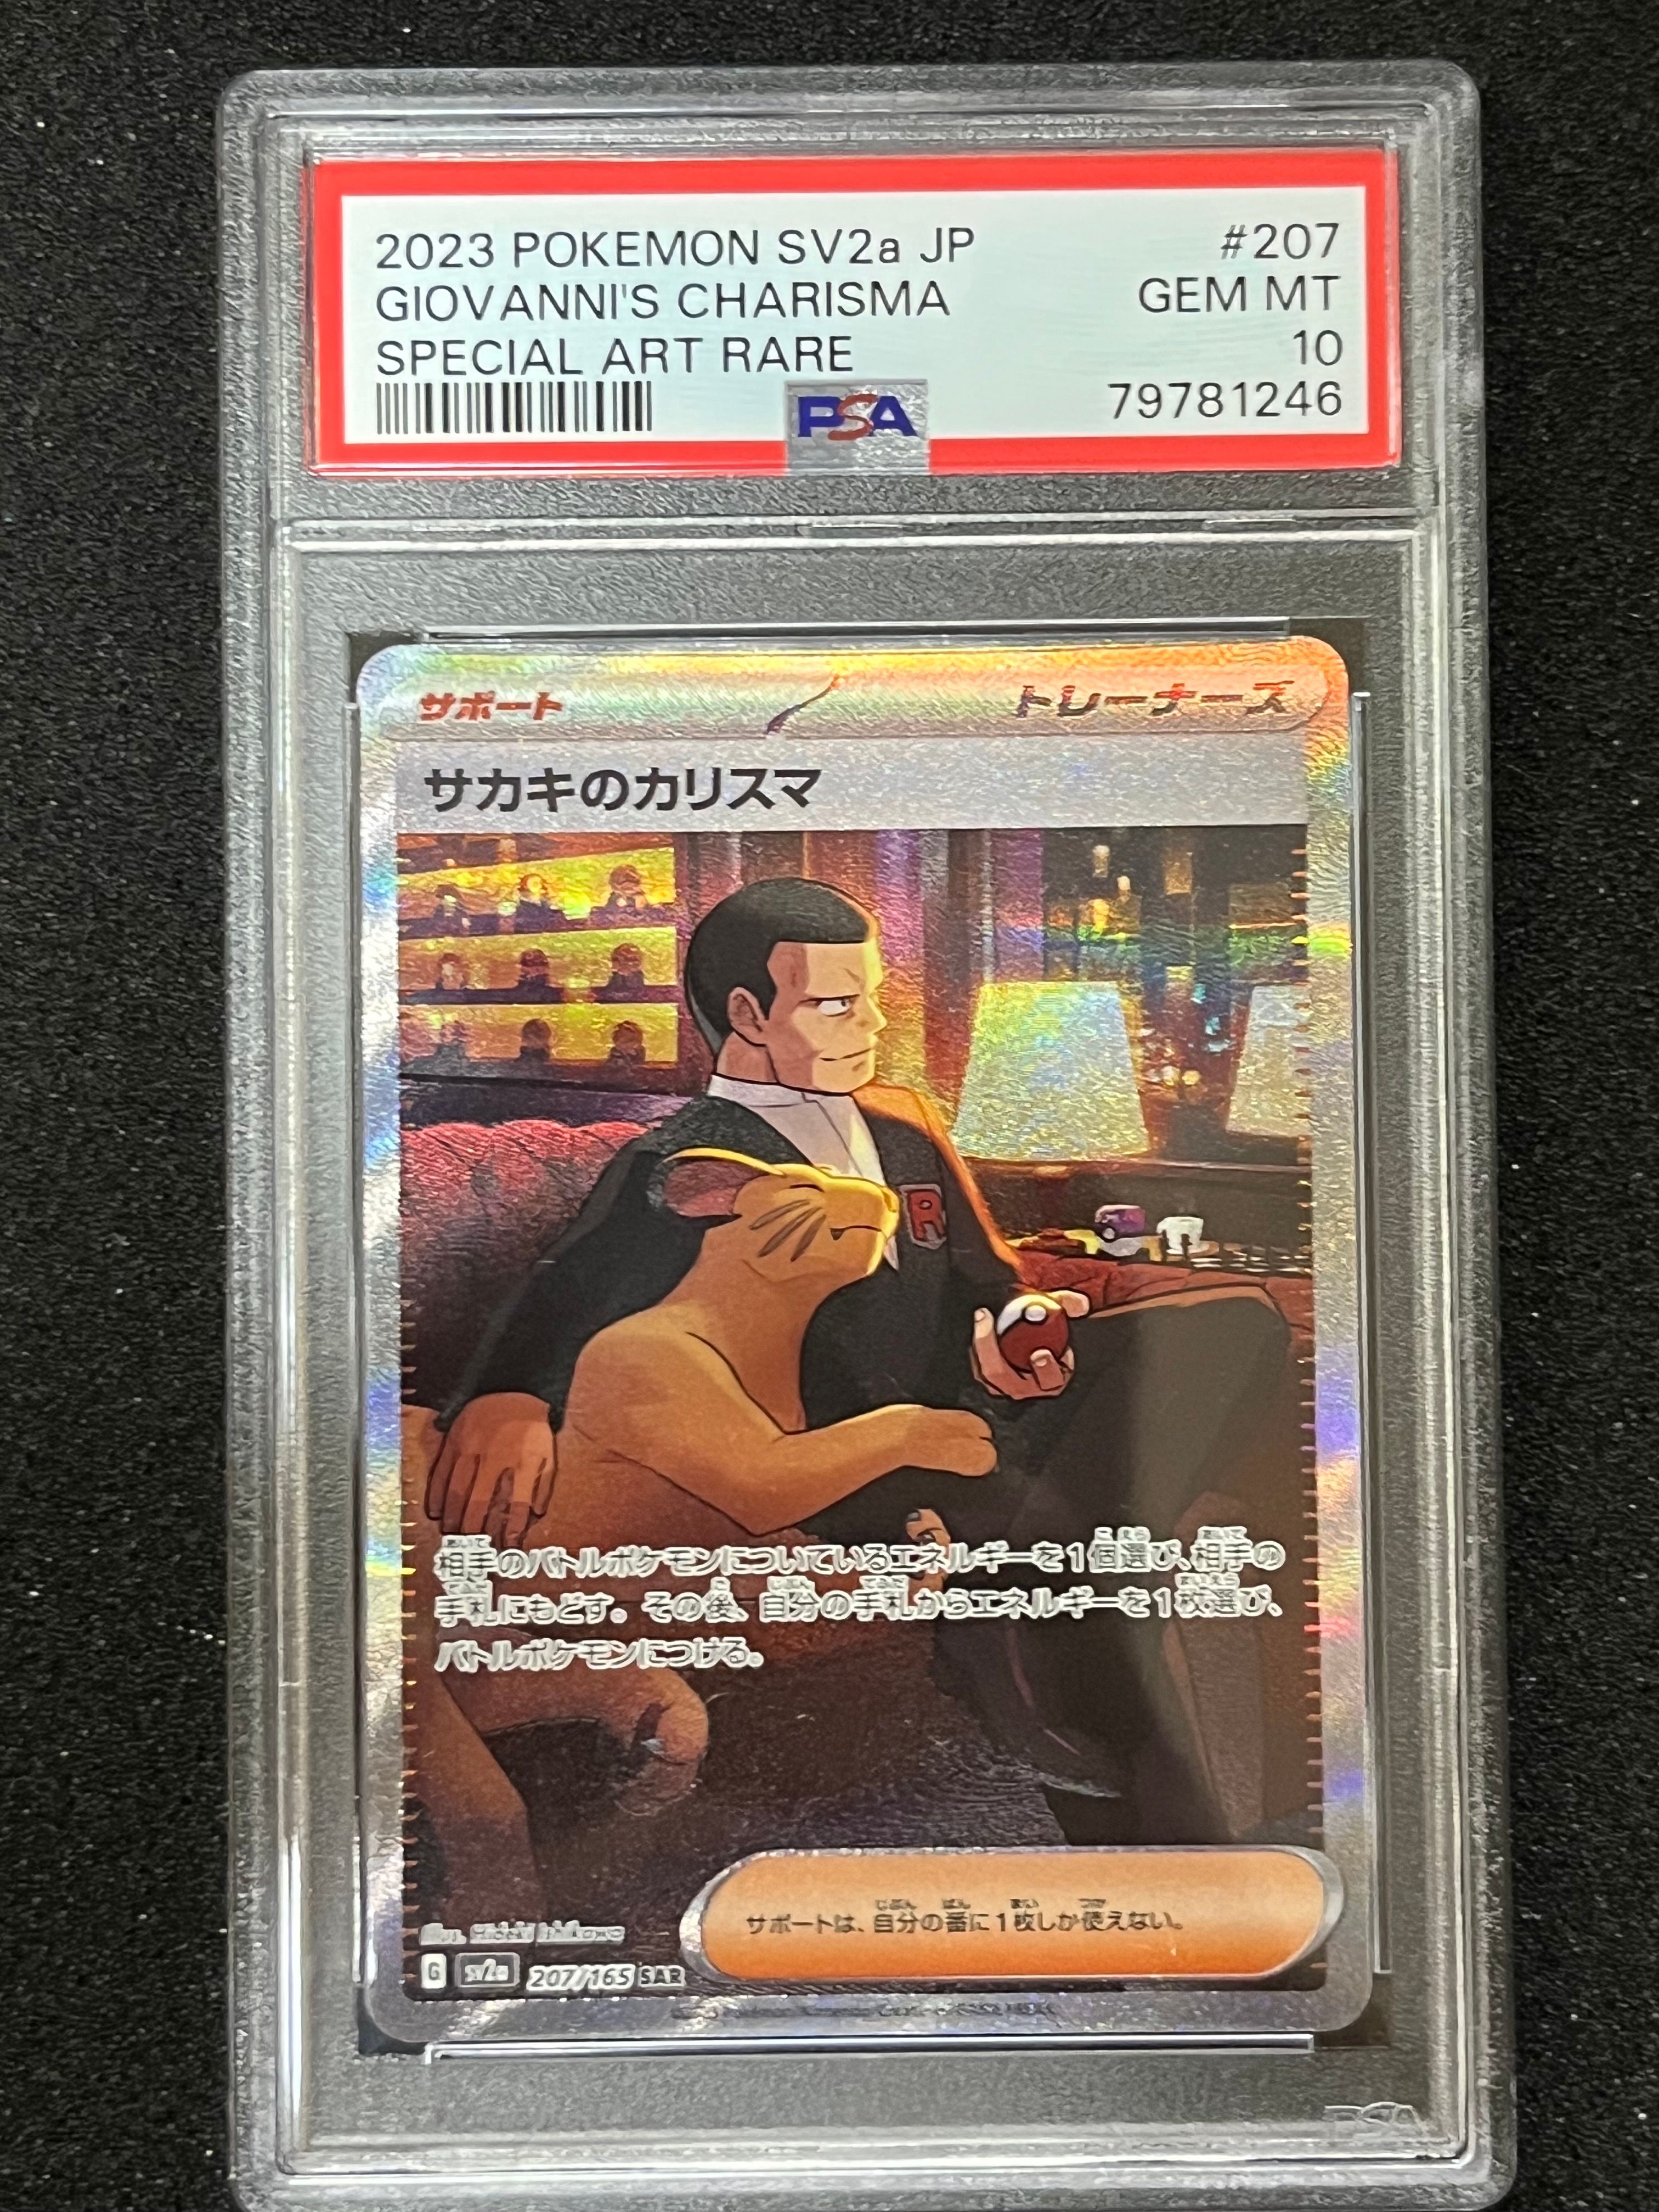 2023 POKEMON SV2a JP #207
GIOVANNI'S CHARISMA GEM MT
SPECIAL ART RARE 10
PSA 79781246
サポート トレーナーズ
サカキのカリスマ
R
相手のバトルポケモンについているエネルギーを1個選び、相手の
手札にもどす。その後、自分の手札からエネルギーを1枚選び、
バトルポケモンにつける。
サポートは、自分の番に1枚しか使えない。
G sv2a 207/165 SAR
PSA